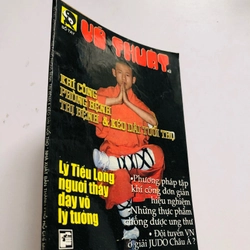 VÕ THUẬT
KHÍ CÔNG
PHÒNG BỆNH
TRỊ BỆNH & KÉO DÀI TUỔI THỌ
Lý Tiểu Long
người thầy
dạy võ
lý tưởng
• Phương pháp tập
khí công đơn giản
hiệu nghiệm
Những thực phẩm
chống được ung thư
• Đội tuyển VN
ở giải JUDO Châu Á ?